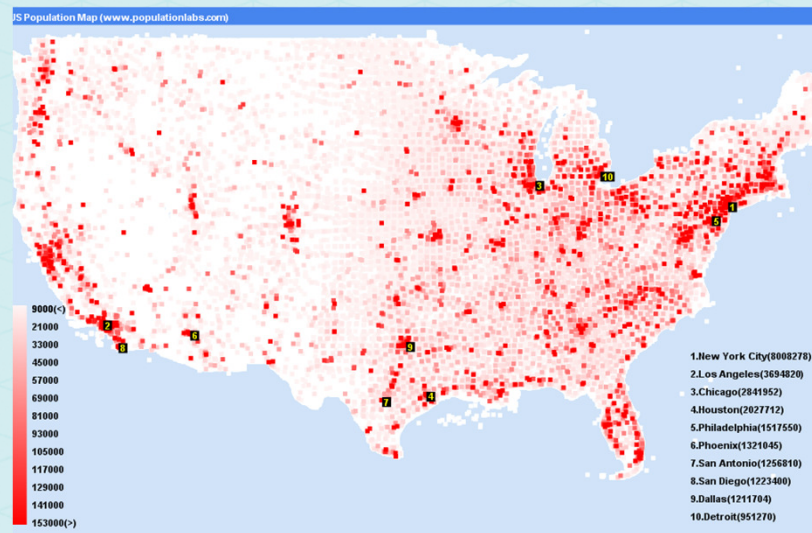 US Population Map (www.populationlabs.com)
3
10
1
5
2
8
6
9
7
4
9000(<)
21000
33000
45000
57000
69000
81000
93000
105000
117000
129000
141000
153000(>)
1.New York City(8008278)
2.Los Angeles(3694820)
3.Chicago(2841952)
4.Houston(2027712)
5.Philadelphia(1517550)
6.Phoenix(1321045)
7.San Antonio(1256810)
8.San Diego(1223400)
9.Dallas(1211704)
10.Detroit(951270)